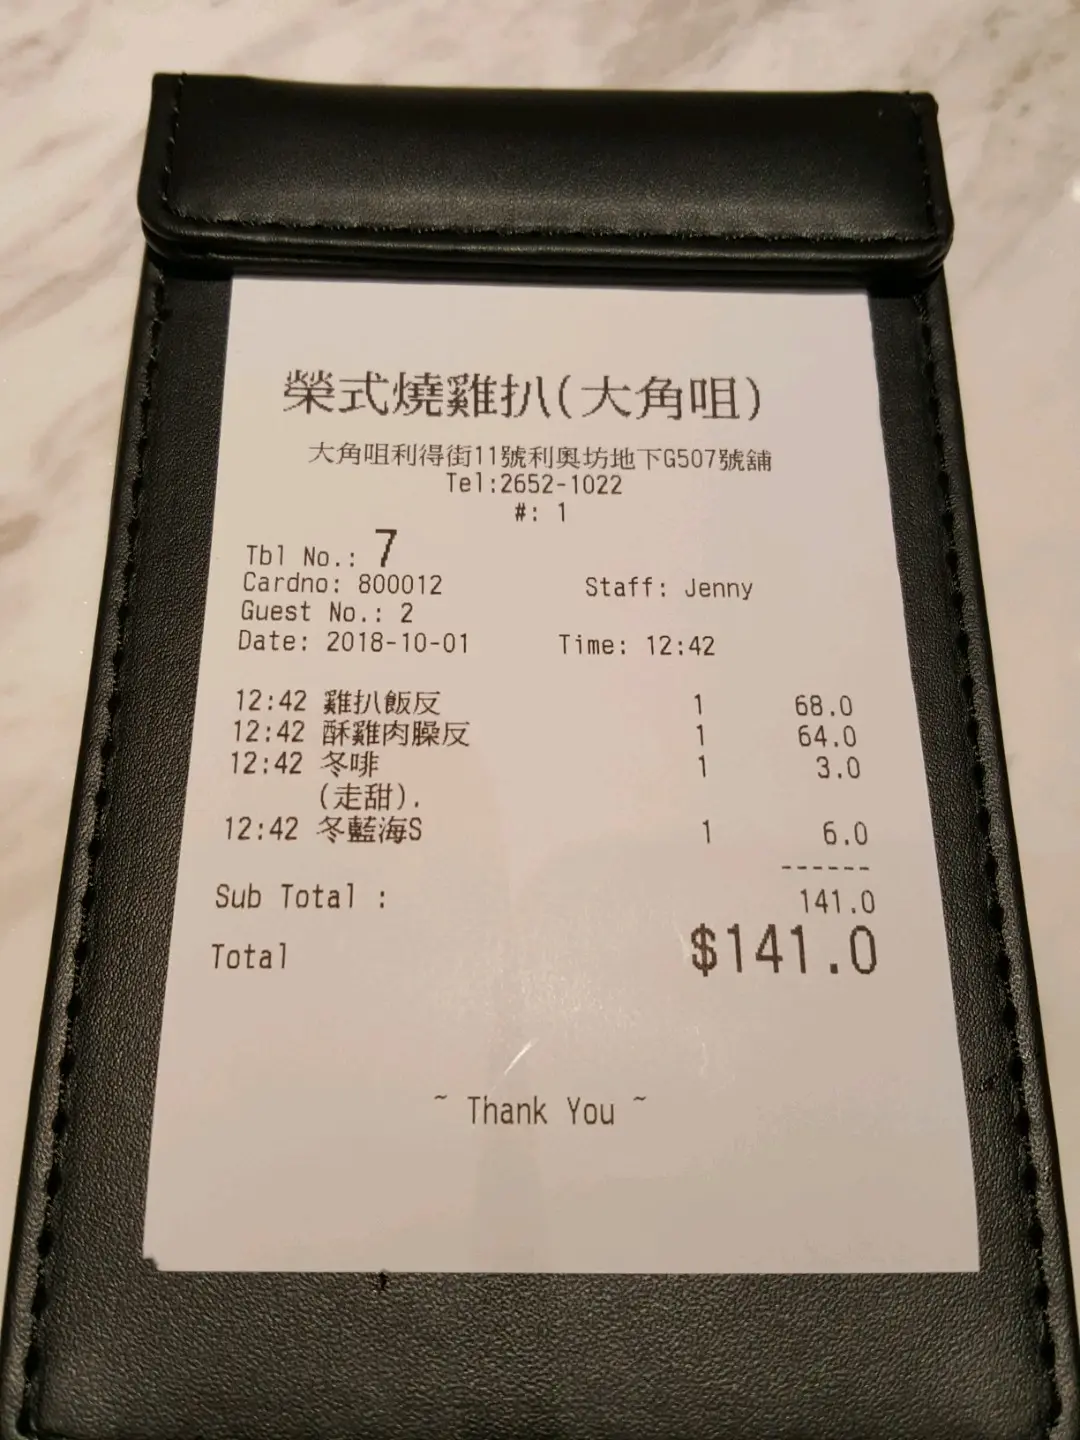 榮式燒雞扒(大角咀)
大角咀利得街11號利奧坊地下G507號舖
Tel:2652-1022
#: 1
Tbl No.: 7
Cardno: 800012 Staff: Jenny
Guest No.: 2
Date: 2018-10-01 Time: 12:42
12:42 雞扒飯反 1 68.0
12:42 酥雞肉臊反 1 64.0
12:42 冬啡 1 3.0
(走甜).
12:42 冬藍海S 1 6.0
------
Sub Total : 141.0
Total $141.0
~ Thank You ~